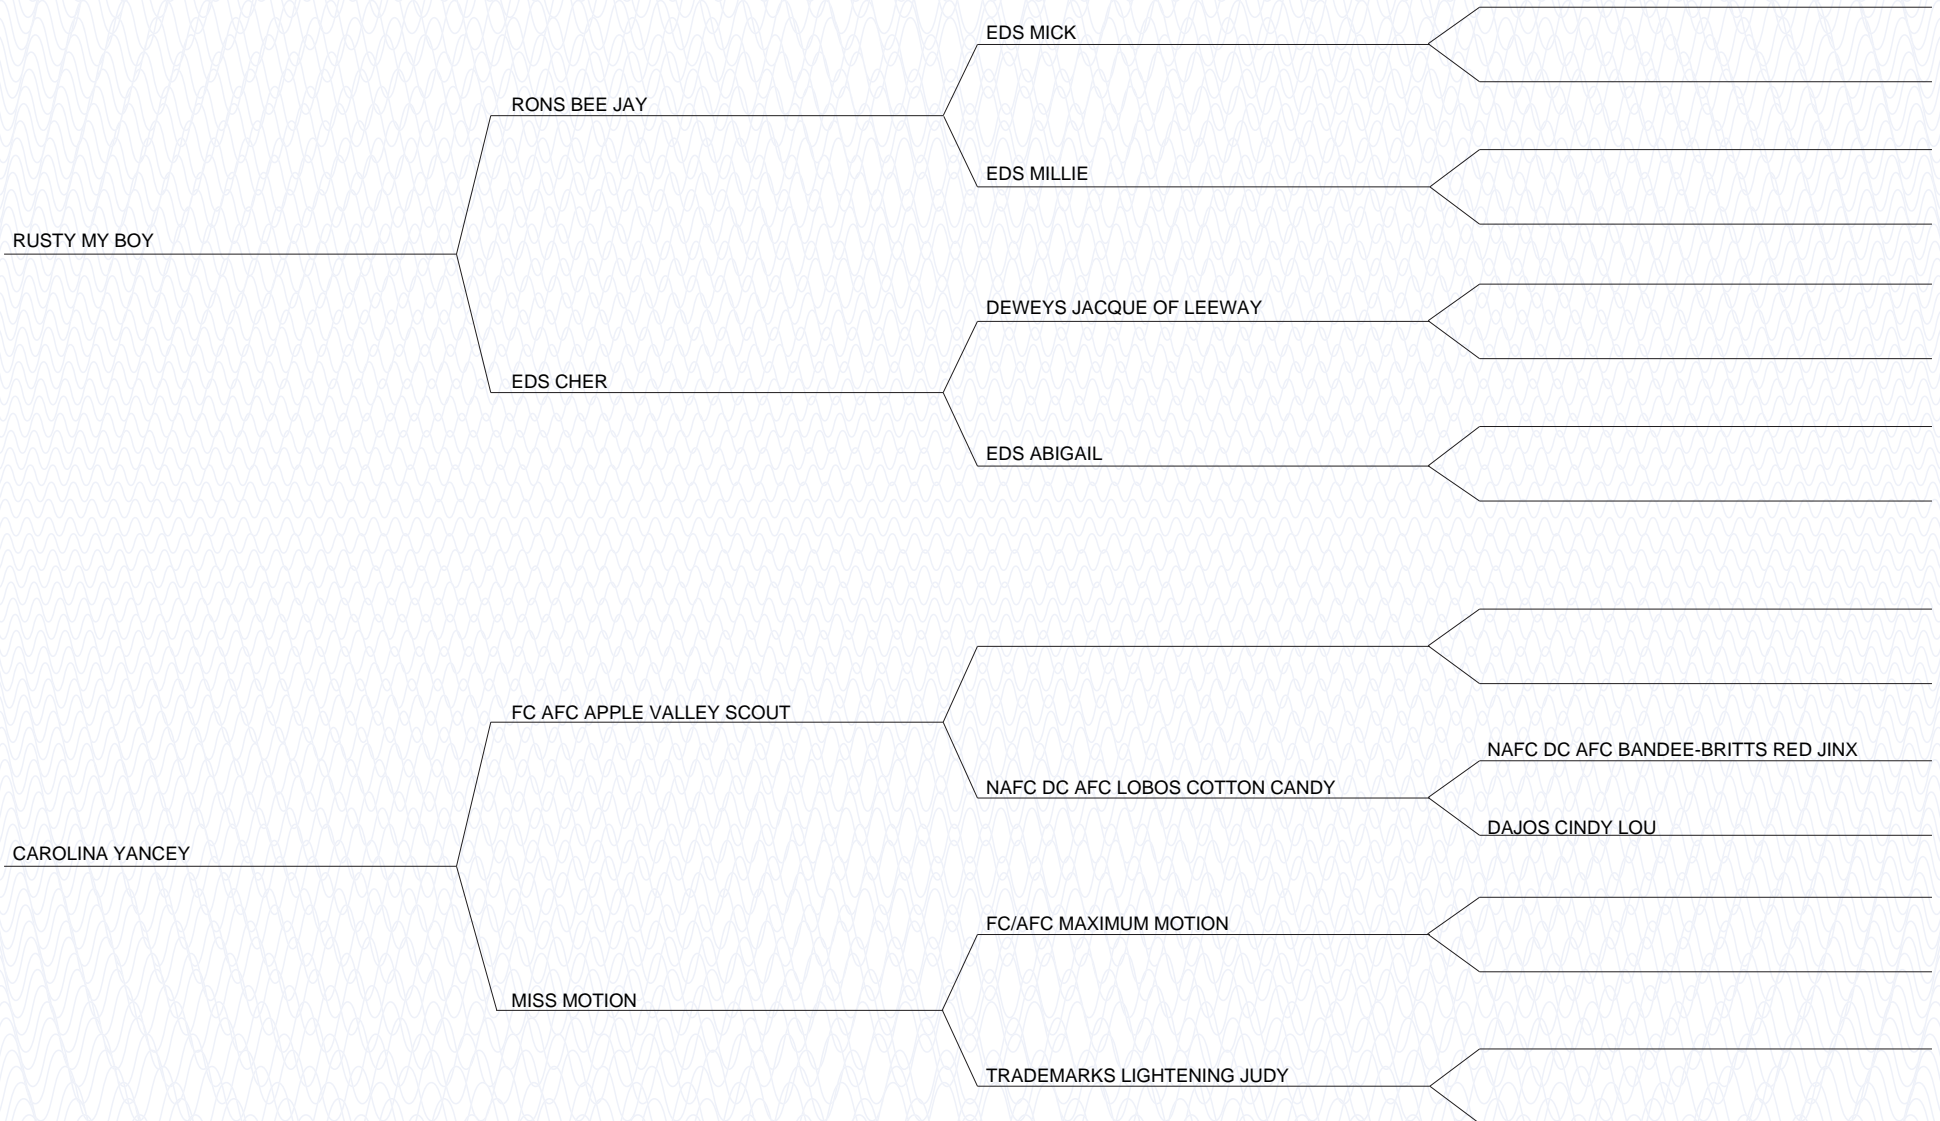 EDS MICK
RONS BEE JAY
EDS MILLIE
RUSTY MY BOY
DEWEYS JACQUE OF LEEWAY
EDS CHER
EDS ABIGAIL
FC AFC APPLE VALLEY SCOUT
NAFC DC AFC BANDEE-BRITTS RED JINX
NAFC DC AFC LOBOS COTTON CANDY
DAJOS CINDY LOU
CAROLINA YANCEY
FC/AFC MAXIMUM MOTION
MISS MOTION
TRADEMARKS LIGHTENING JUDY